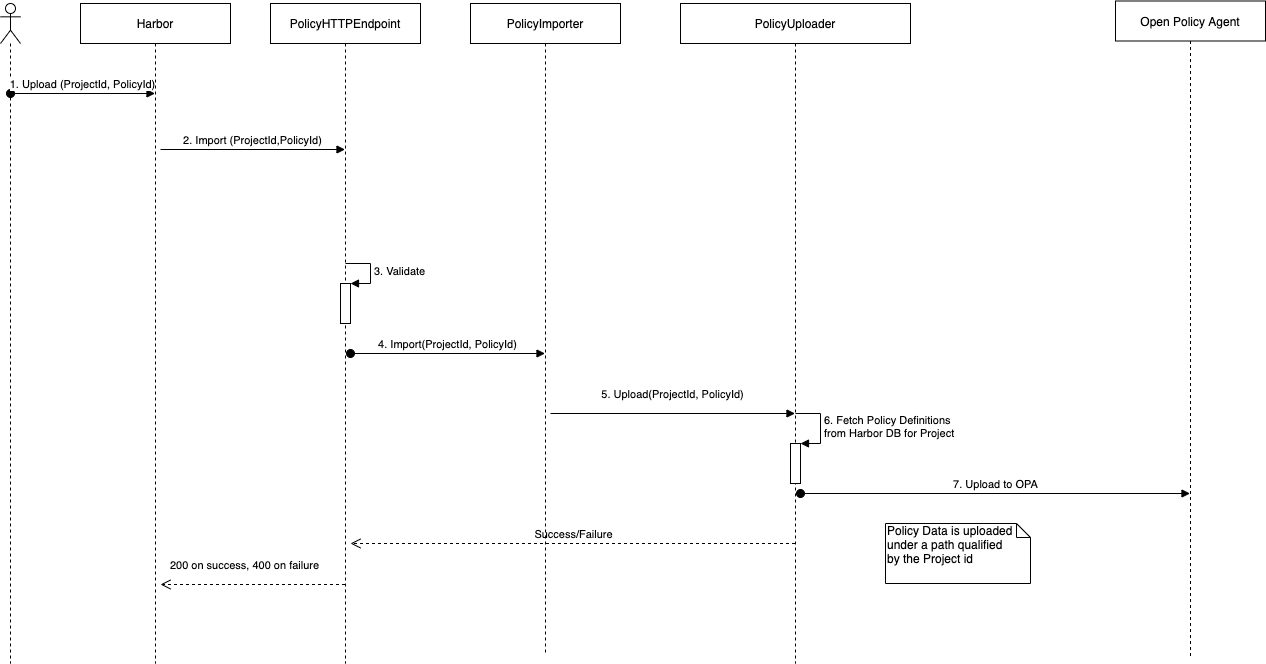 Harbor
PolicyHTTPEndpoint
PolicyImporter
PolicyUploader
Open Policy Agent
1. Upload (ProjectId, PolicyId)
2. Import (ProjectId,PolicyId)
3. Validate
4. Import(ProjectId, PolicyId)
5. Upload(ProjectId, PolicyId)
6. Fetch Policy Definitions
from Harbor DB for Project
7. Upload to OPA
Success/Failure
Policy Data is uploaded
under a path qualified
by the Project id
200 on success, 400 on failure